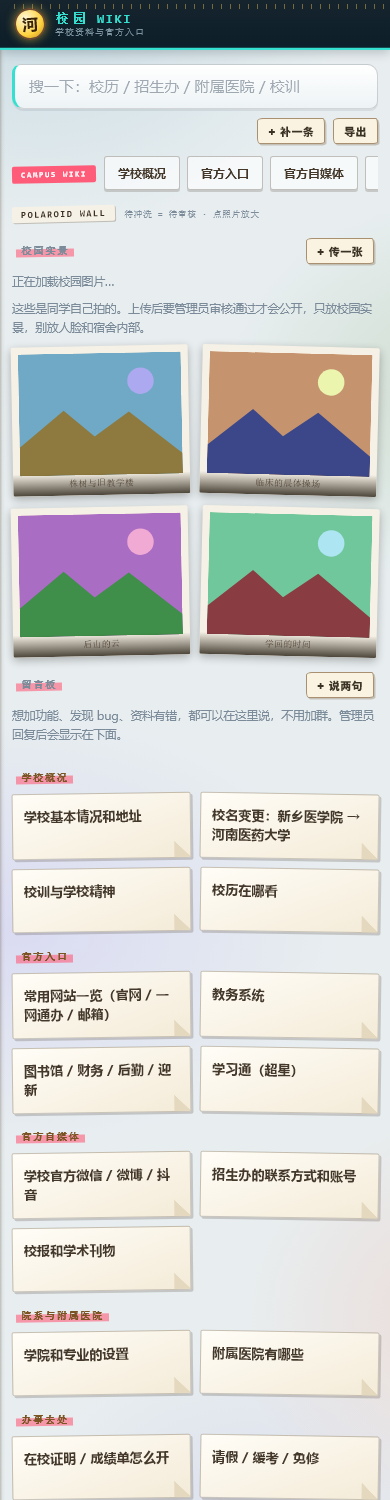 河
校园 WIKI
学校资料与官方入口
搜一下：校历 / 招生办 / 附属医院 / 校训
+ 补一条
导出
CAMPUS WIKI
学校概况
官方入口
官方自媒体
POLAROID WALL
待冲洗 = 待审核 · 点照片放大
校园实景
+ 传一张
正在加载校园图片…
这些是同学自己拍的。上传后要管理员审核通过才会公开，只放校园实
景，别放人脸和宿舍内部。
株树与旧教学楼
临床的晨体操场
后山的云
学间的时间
留言板
+ 说两句
想加功能、发现 bug、资料有错，都可以在这里说，不用加群。管理员
回复后会显示在下面。
学校概况
学校基本情况和地址
校名变更：新乡医学院 →
河南医药大学
校训与学校精神
校历在哪看
官方入口
常用网站一览（官网 / 一
网通办 / 邮箱）
教务系统
图书馆 / 财务 / 后勤 / 迎
新
学习通（超星）
官方自媒体
学校官方微信 / 微博 / 抖
音
招生办的联系方式和账号
校报和学术刊物
院系与附属医院
学院和专业的设置
附属医院有哪些
办事去处
在校证明 / 成绩单怎么开
请假 / 缓考 / 免修